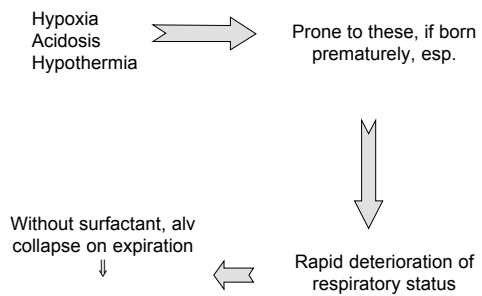 Hypoxia
Acidosis
Hypothermia
Prone to these, if born
prematurely, esp.
Rapid deterioration of
respiratory status
Without surfactant, alv
collapse on expiration
⇓